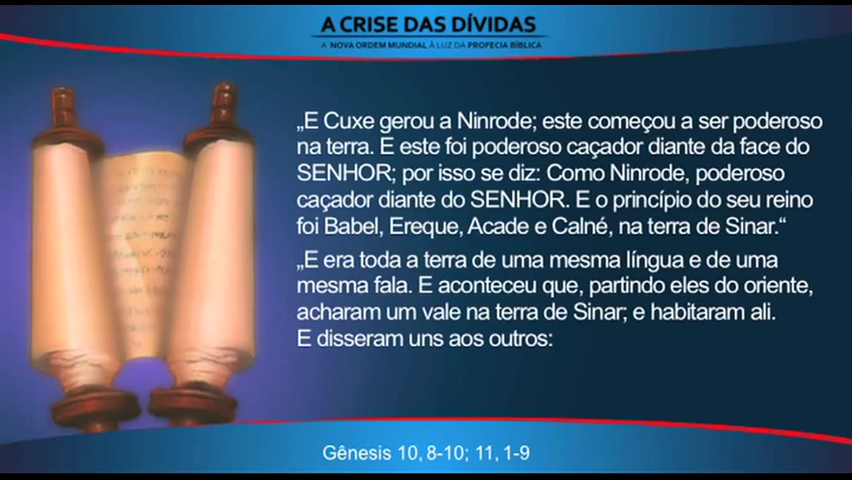 A CRISE DAS DÍVIDAS
A NOVA ORDEM MUNDIAL À LUZ DA PROFECIA BÍBLICA
„E Cuxe gerou a Ninrode; este começou a ser poderoso
na terra. E este foi poderoso caçador diante da face do
SENHOR; por isso se diz: Como Ninrode, poderoso
caçador diante do SENHOR. E o princípio do seu reino
foi Babel, Ereque, Acade e Calné, na terra de Sinar.“
„E era toda a terra de uma mesma língua e de uma
mesma fala. E aconteceu que, partindo eles do oriente,
acharam um vale na terra de Sinar; e habitaram ali.
E disseram uns aos outros:
Gênesis 10, 8-10; 11, 1-9